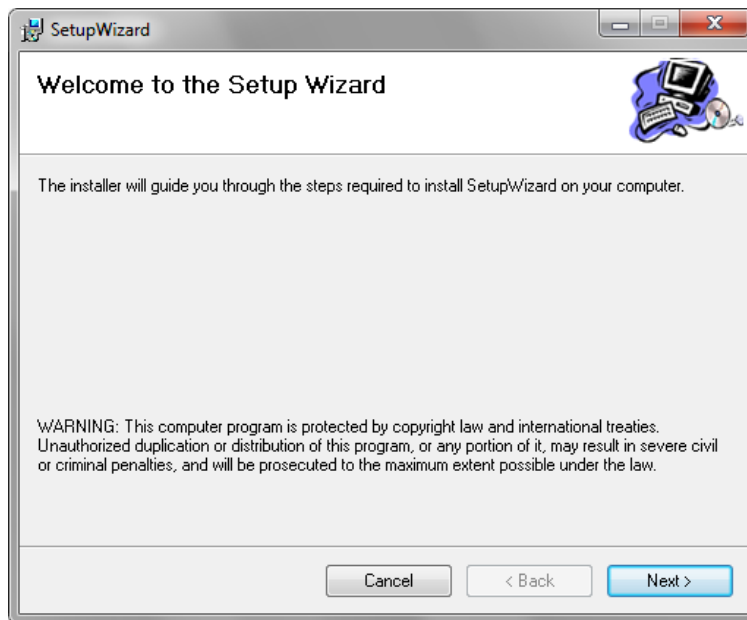 SetupWizard
Welcome to the Setup Wizard
The installer will guide you through the steps required to install SetupWizard on your computer.
WARNING: This computer program is protected by copyright law and international treaties.
Unauthorized duplication or distribution of this program, or any portion of it, may result in severe civil
or criminal penalties, and will be prosecuted to the maximum extent possible under the law.
Cancel
< Back
Next >